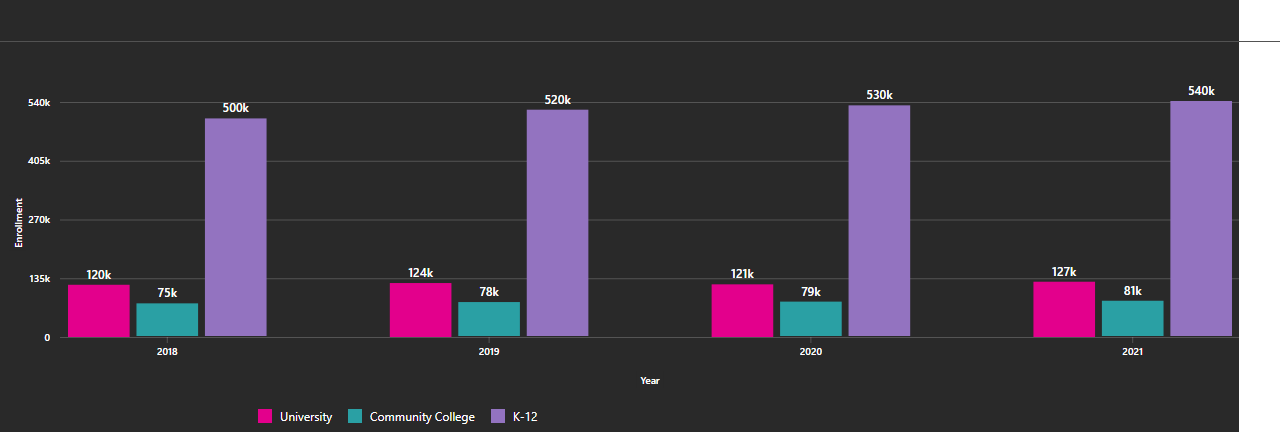 540k
405k
270k
135k
0
Enrollment
120k 75k 500k
124k 78k 520k
121k 79k 530k
127k 81k 540k
2018 2019 2020 2021
Year
University Community College K-12